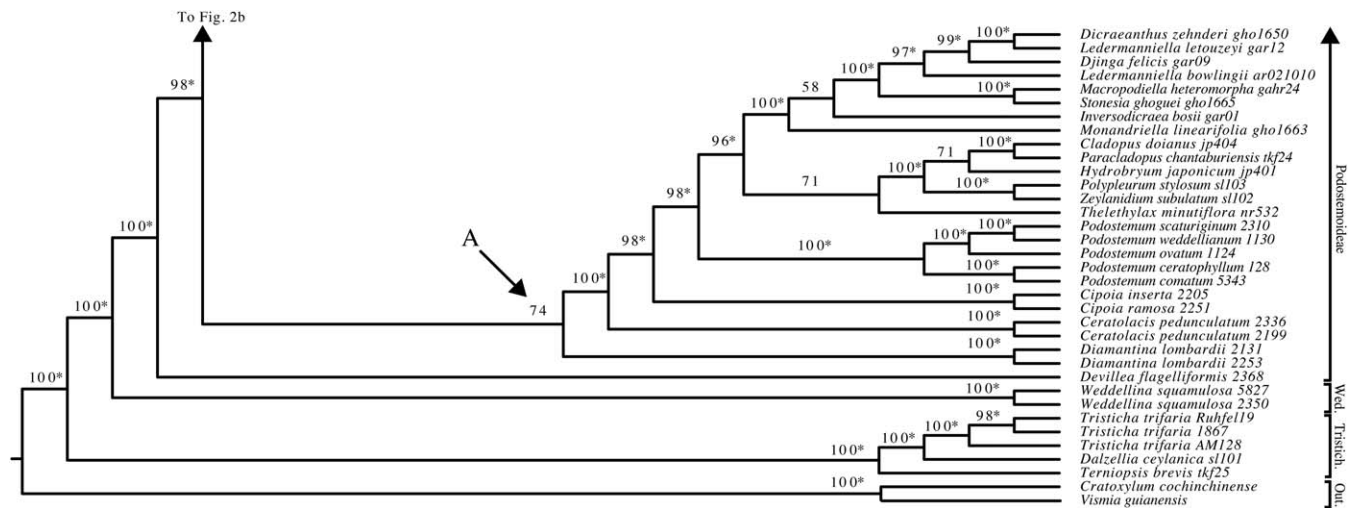 To Fig. 2b
98*
100*
100*
100*
A
74
100*
98*
98*
96*
100*
58
100*
97*
99*
100*
100*
71
100*
71
100*
100*
100*
100*
100*
100*
100*
100*
100*
100*
100*
100*
100*
98*
100*
Dicraeanthus zehnderi gho1650
Ledermanniella letouzeyi gar12
Djinga felicis gar09
Ledermanniella bowlingii ar021010
Macropodiella heteromorpha gahr24
Stonesia ghoguei gho1665
Inversodicraea bosii gar01
Monandriella linearifolia gho1663
Cladopus doianus jp404
Paracladopus chantaburiensis tkf24
Hydrobryum japonicum jp401
Polypleurum stylosum sl103
Zeylanidium subulatum sl102
Thelethylax minutiflora nr532
Podostemum scaturiginum 2310
Podostemum weddellianum 1130
Podostemum ovatum 1124
Podostemum ceratophyllum 128
Podostemum comatum 5343
Cipoia inserta 2205
Cipoia ramosa 2251
Ceratolacis pedunculatum 2336
Ceratolacis pedunculatum 2199
Diamantina lombardii 2131
Diamantina lombardii 2253
Devillea flagelliformis 2368
Weddellina squamulosa 5827
Weddellina squamulosa 2350
Tristicha trifaria Ruhfel19
Tristicha trifaria 1867
Tristicha trifaria AM128
Dalzellia ceylanica sl101
Terniopsis brevis tkf25
Cratoxylum cochinchinense
Vismia guianensis
Podostemoideae
Wed.
Tristich.
Out.